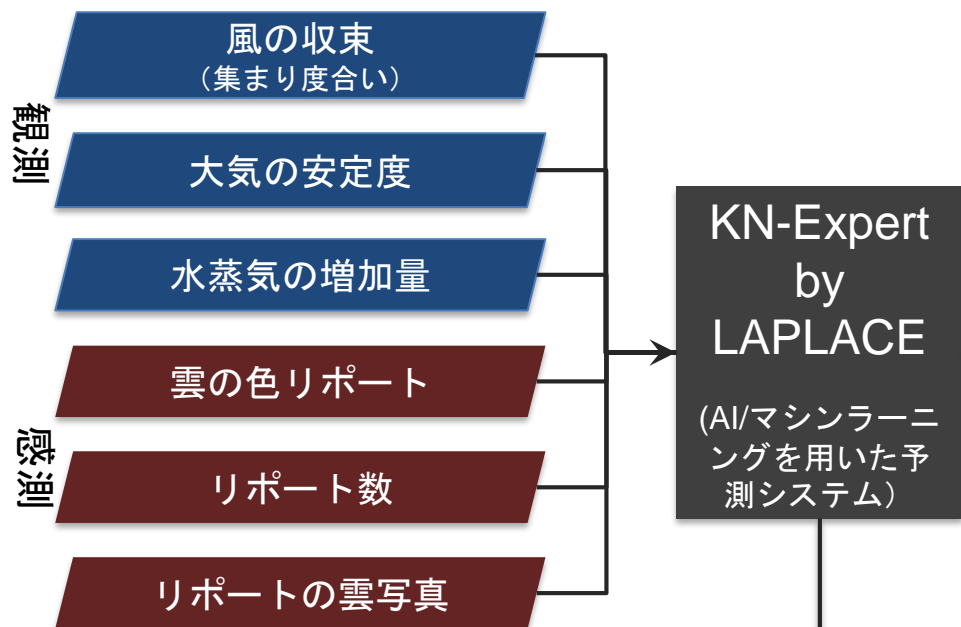 観測
風の収束
（集まり度合い）
大気の安定度
水蒸気の増加量
感測
雲の色リポート
リポート数
リポートの雲写真
KN-Expert
by
LAPLACE
(AI/マシンラーニ
ングを用いた予
測システム）